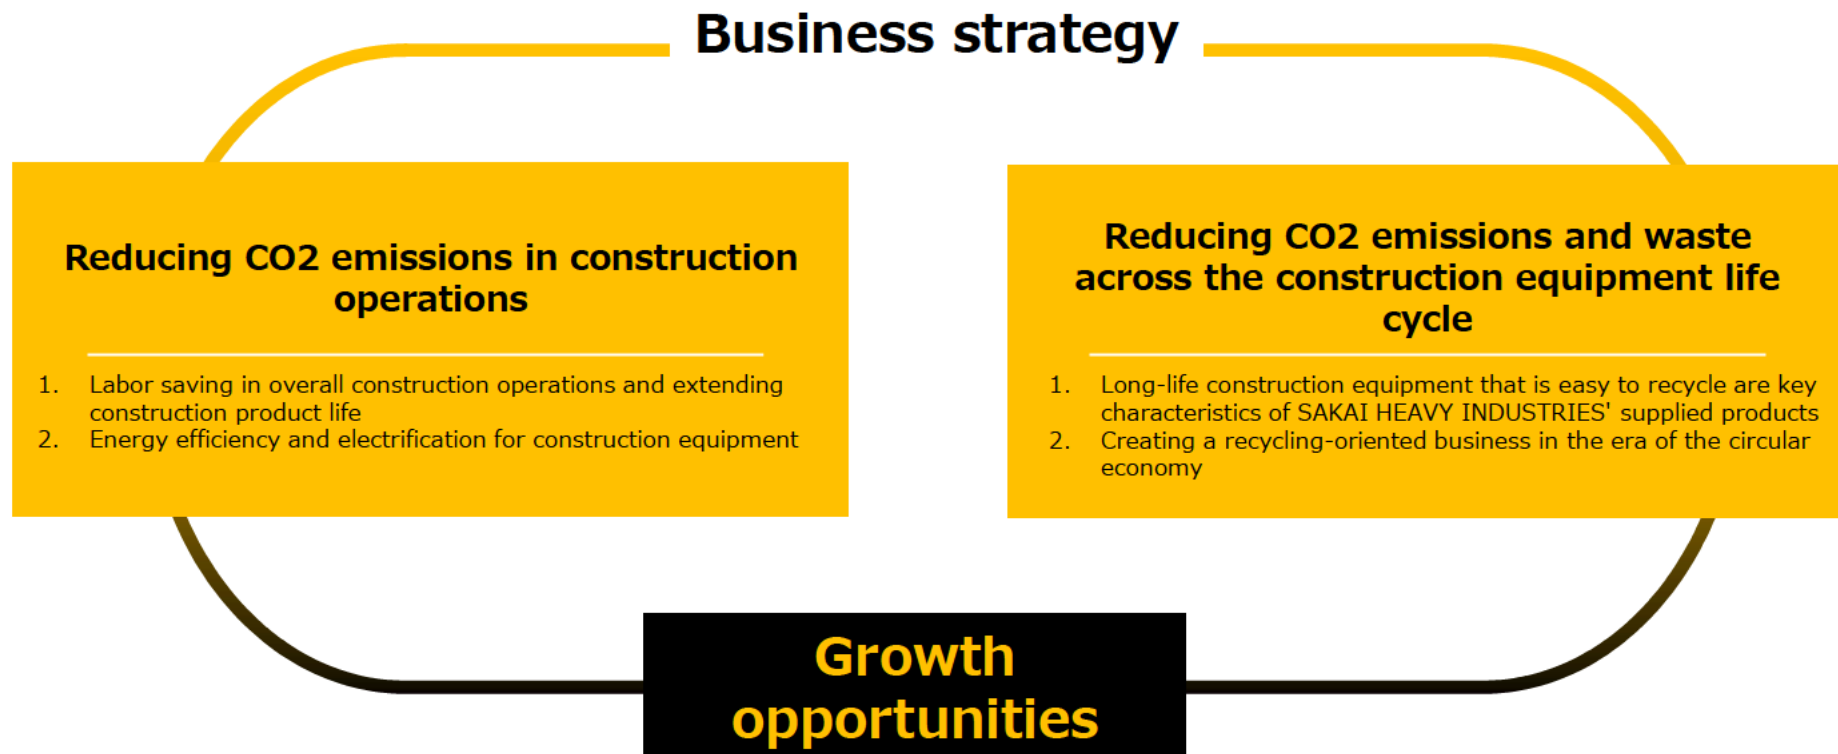 Business strategy
Reducing CO2 emissions in construction
operations
1. Labor saving in overall construction operations and extending
construction product life
2. Energy efficiency and electrification for construction equipment
Reducing CO2 emissions and waste
across the construction equipment life
cycle
1. Long-life construction equipment that is easy to recycle are key
characteristics of SAKAI HEAVY INDUSTRIES' supplied products
2. Creating a recycling-oriented business in the era of the circular
economy
Growth
opportunities